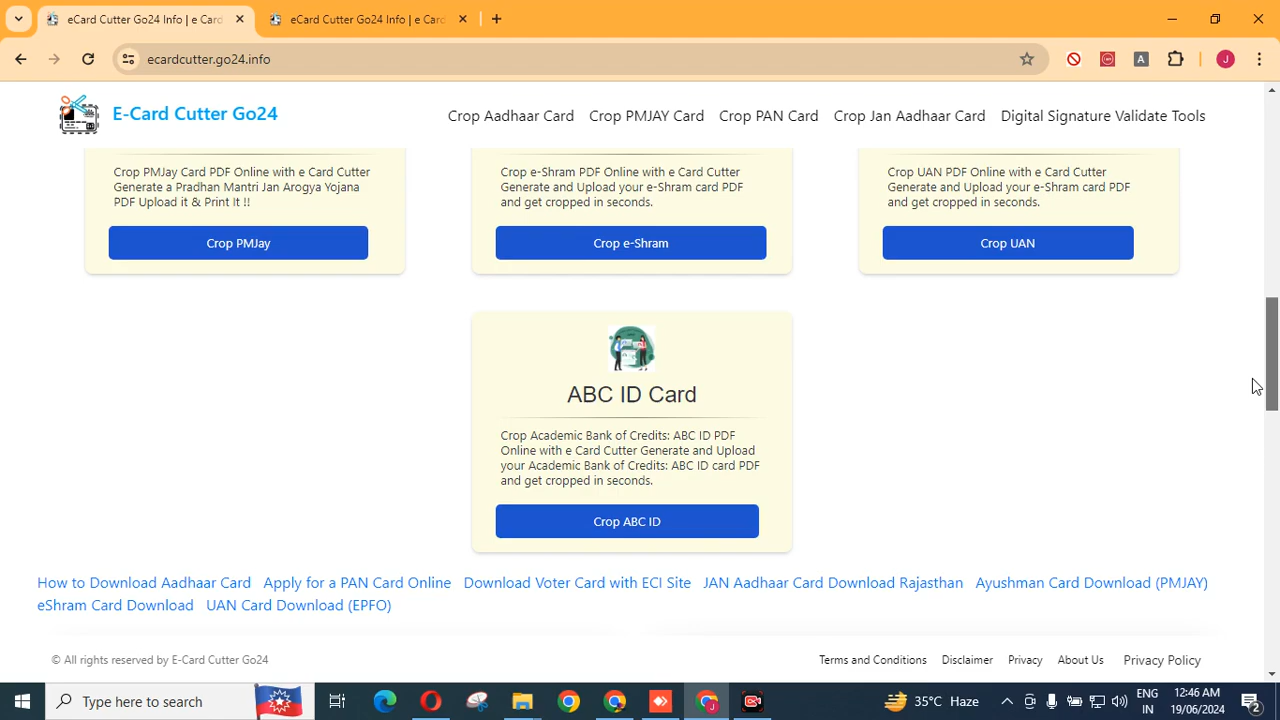 eCard Cutter Go24 Info | e Card
eCard Cutter Go24 Info | e Card
ecardcutter.go24.info
A
J
E-Card Cutter Go24
Crop Aadhaar Card
Crop PMJAY Card
Crop PAN Card
Crop Jan Aadhaar Card
Digital Signature Validate Tools
Crop PMJay Card PDF Online with e Card Cutter
Generate a Pradhan Mantri Jan Arogya Yojana
PDF Upload it & Print It !!
Crop PMJay
Crop e-Shram PDF Online with e Card Cutter
Generate and Upload your e-Shram card PDF
and get cropped in seconds.
Crop e-Shram
Crop UAN PDF Online with e Card Cutter
Generate and Upload your e-Shram card PDF
and get cropped in seconds.
Crop UAN
ABC ID Card
Crop Academic Bank of Credits: ABC ID PDF
Online with e Card Cutter Generate and Upload
your Academic Bank of Credits: ABC ID card PDF
and get cropped in seconds.
Crop ABC ID
How to Download Aadhaar Card Apply for a PAN Card Online Download Voter Card with ECI Site JAN Aadhaar Card Download Rajasthan Ayushman Card Download (PMJAY)
eShram Card Download UAN Card Download (EPFO)
© All rights reserved by E-Card Cutter Go24
Terms and Conditions
Disclaimer
Privacy
About Us
Privacy Policy
Type here to search
35°C Haze
ENG
IN
12:46 AM
19/06/2024
2